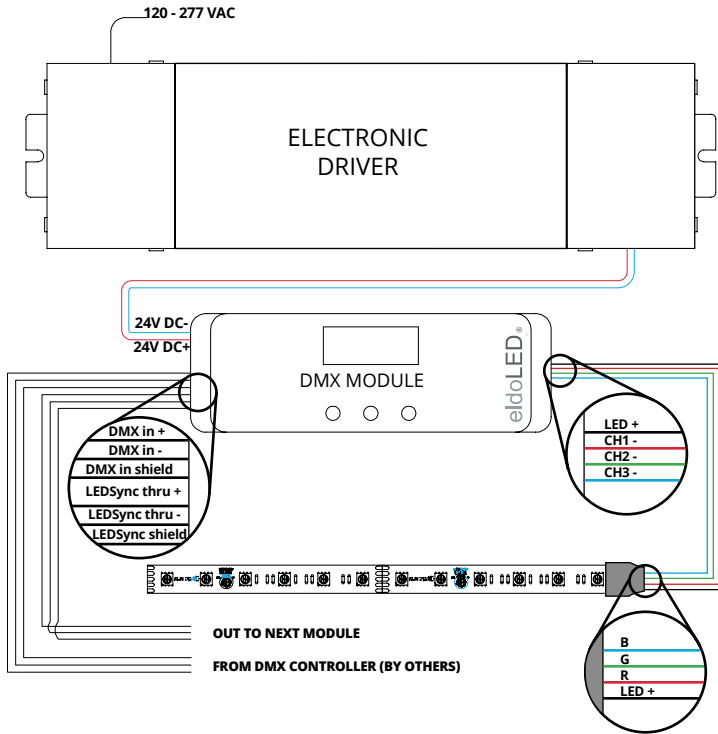 120 - 277 VAC
ELECTRONIC
DRIVER
24V DC-
24V DC+
DMX MODULE
eldoLED®
DMX in +
DMX in -
DMX in shield
LEDSync thru +
LEDSync thru -
LEDSync shield
LED +
CH1 -
CH2 -
CH3 -
OUT TO NEXT MODULE
FROM DMX CONTROLLER (BY OTHERS)
B
G
R
LED +